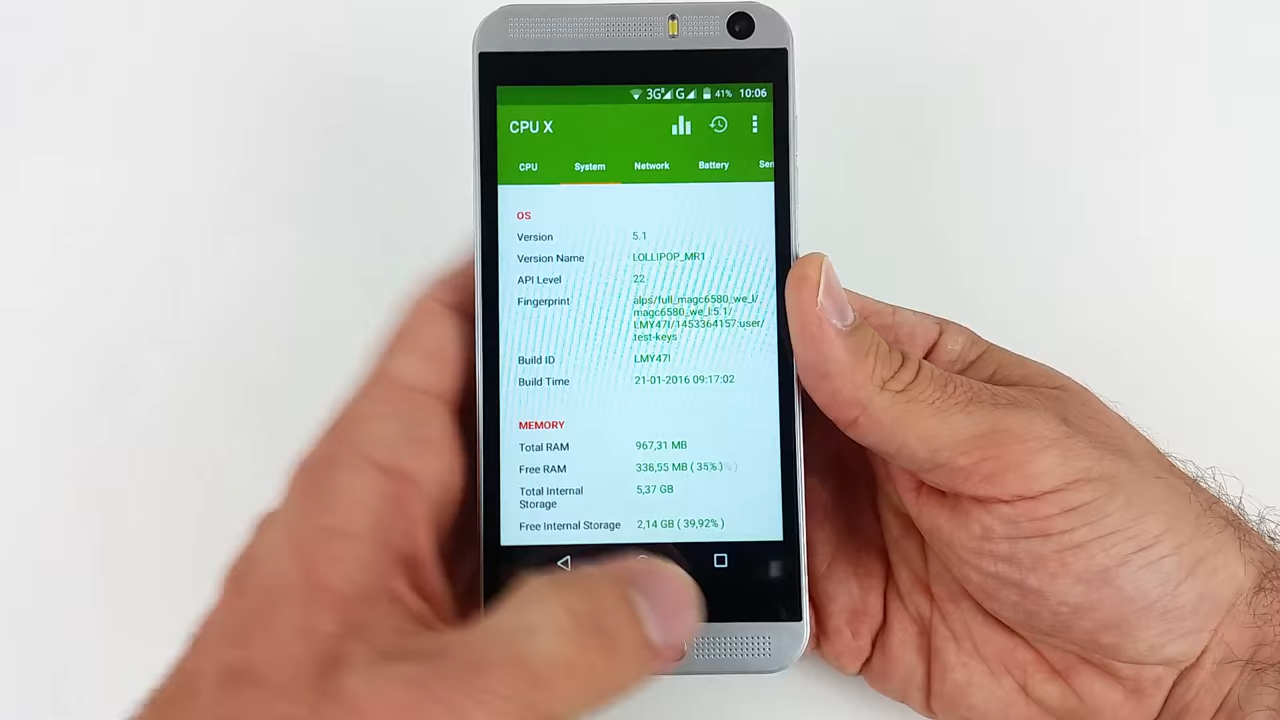 3G G 41% 10:06
CPU X
CPU System Network Battery Sen
OS
Version 5.1
Version Name LOLLIPOP_MR1
API Level 22
Fingerprint alps/full_magc6580_we_l/
magc6580_we_l:5.1/
LMY47I/1453364157:user/
test-keys
Build ID LMY47I
Build Time 21-01-2016 09:17:02
MEMORY
Total RAM 967,31 MB
Free RAM 338,55 MB ( 35% )
Total Internal 5,37 GB
Storage
Free Internal Storage 2,14 GB ( 39,92% )